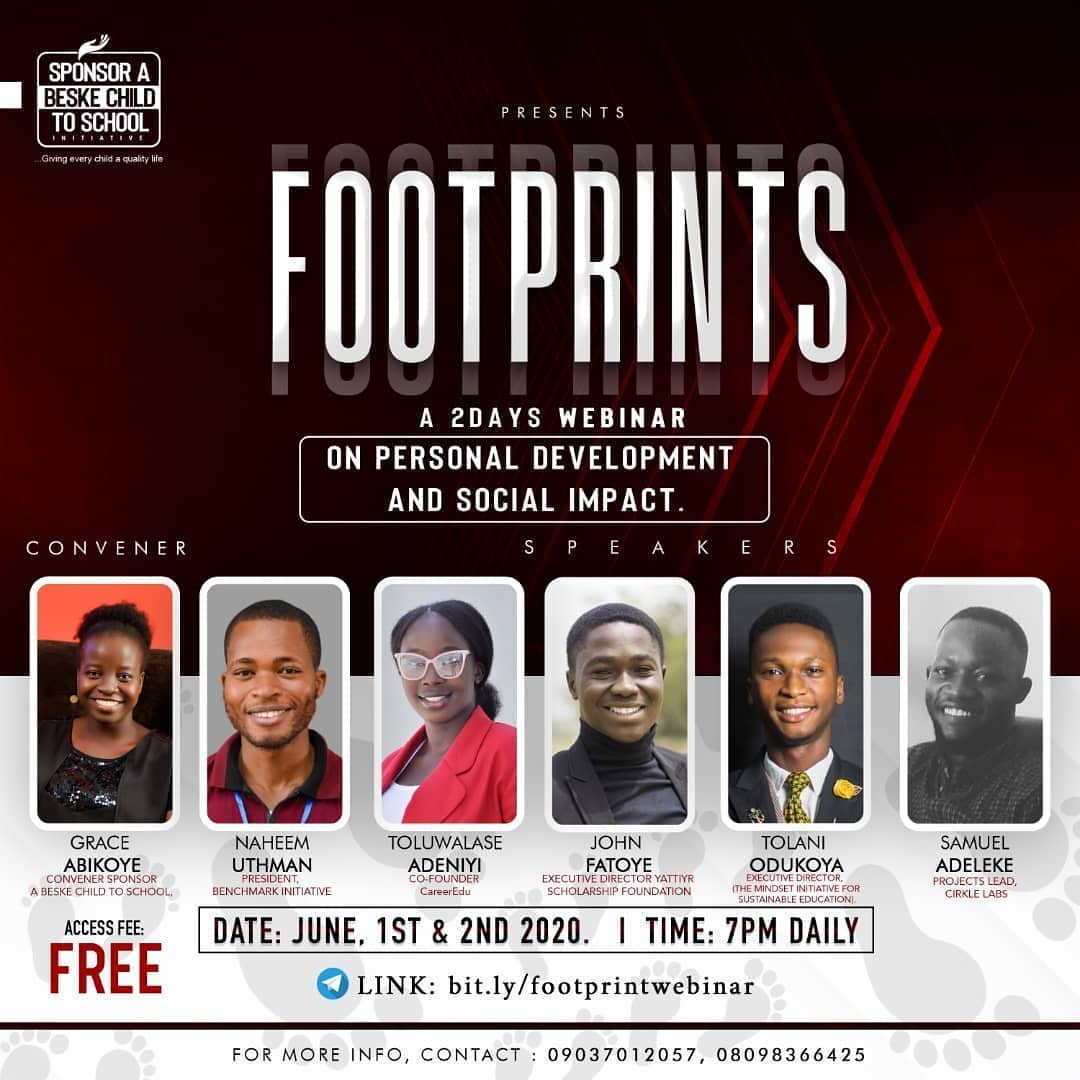 SPONSOR A
BESKE CHILD
TO SCHOOL
INITIATIVE
...Giving every child a quality life
PRESENTS
FOOTPRINTS
A 2DAYS WEBINAR
ON PERSONAL DEVELOPMENT
AND SOCIAL IMPACT.
CONVENER
SPEAKERS
GRACE
ABIKOYE
CONVENER SPONSOR
A BESKE CHILD TO SCHOOL,
NAHEEM
UTHMAN
PRESIDENT,
BENCHMARK INITIATIVE
TOLUWALASE
ADENIYI
CO-FOUNDER
CareerEdu
JOHN
FATOYE
EXECUTIVE DIRECTOR YATTIYR
SCHOLARSHIP FOUNDATION
TOLANI
ODUKOYA
EXECUTIVE DIRECTOR,
(THE MINDSET INITIATIVE FOR
SUSTAINABLE EDUCATION).
SAMUEL
ADELEKE
PROJECTS LEAD,
CIRKLE LABS
ACCESS FEE:
FREE
DATE: JUNE, 1ST & 2ND 2020. | TIME: 7PM DAILY
LINK: bit.ly/footprintwebinar
FOR MORE INFO, CONTACT : 09037012057, 08098366425